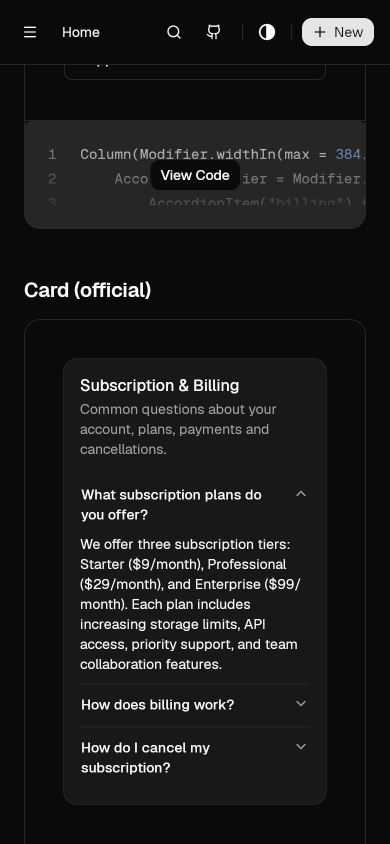 Home
New
1 Column(Modifier.widthIn(max = 384.
2 Acco ier = Modifier.
View Code
3 AccordionItem("billing") {
Card (official)
Subscription & Billing
Common questions about your
account, plans, payments and
cancellations.
What subscription plans do
you offer?
We offer three subscription tiers:
Starter ($9/month), Professional
($29/month), and Enterprise ($99/
month). Each plan includes
increasing storage limits, API
access, priority support, and team
collaboration features.
How does billing work?
How do I cancel my
subscription?